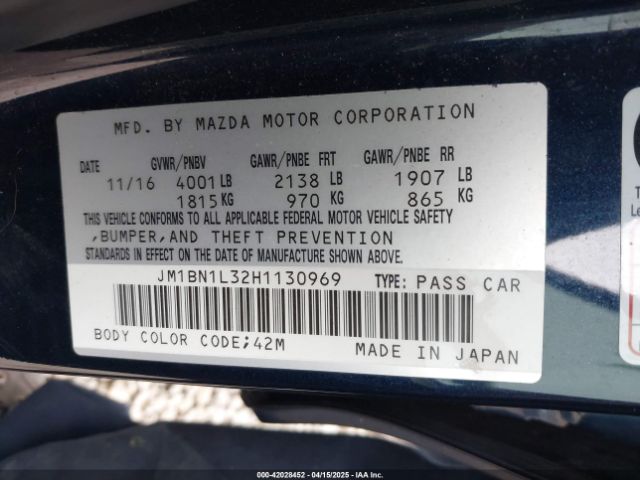 MFD. BY MAZDA MOTOR CORPORATION
DATE GVWR/PNBV GAWR/PNBE FRT GAWR/PNBE RR
11/16 4001 LB 2138 LB 1907 LB
1815 KG 970 KG 865 KG
THIS VEHICLE CONFORMS TO ALL APPLICABLE FEDERAL MOTOR VEHICLE SAFETY
,BUMPER,AND THEFT PREVENTION
STANDARDS IN EFFECT ON THE DATE OF MANUFACTURE SHOWN ABOVE.
JM1BN1L32H1130969 TYPE: PASS CAR
BODY COLOR CODE;42M MADE IN JAPAN
000-42028452 - 04/15/2025 - IAAI.com